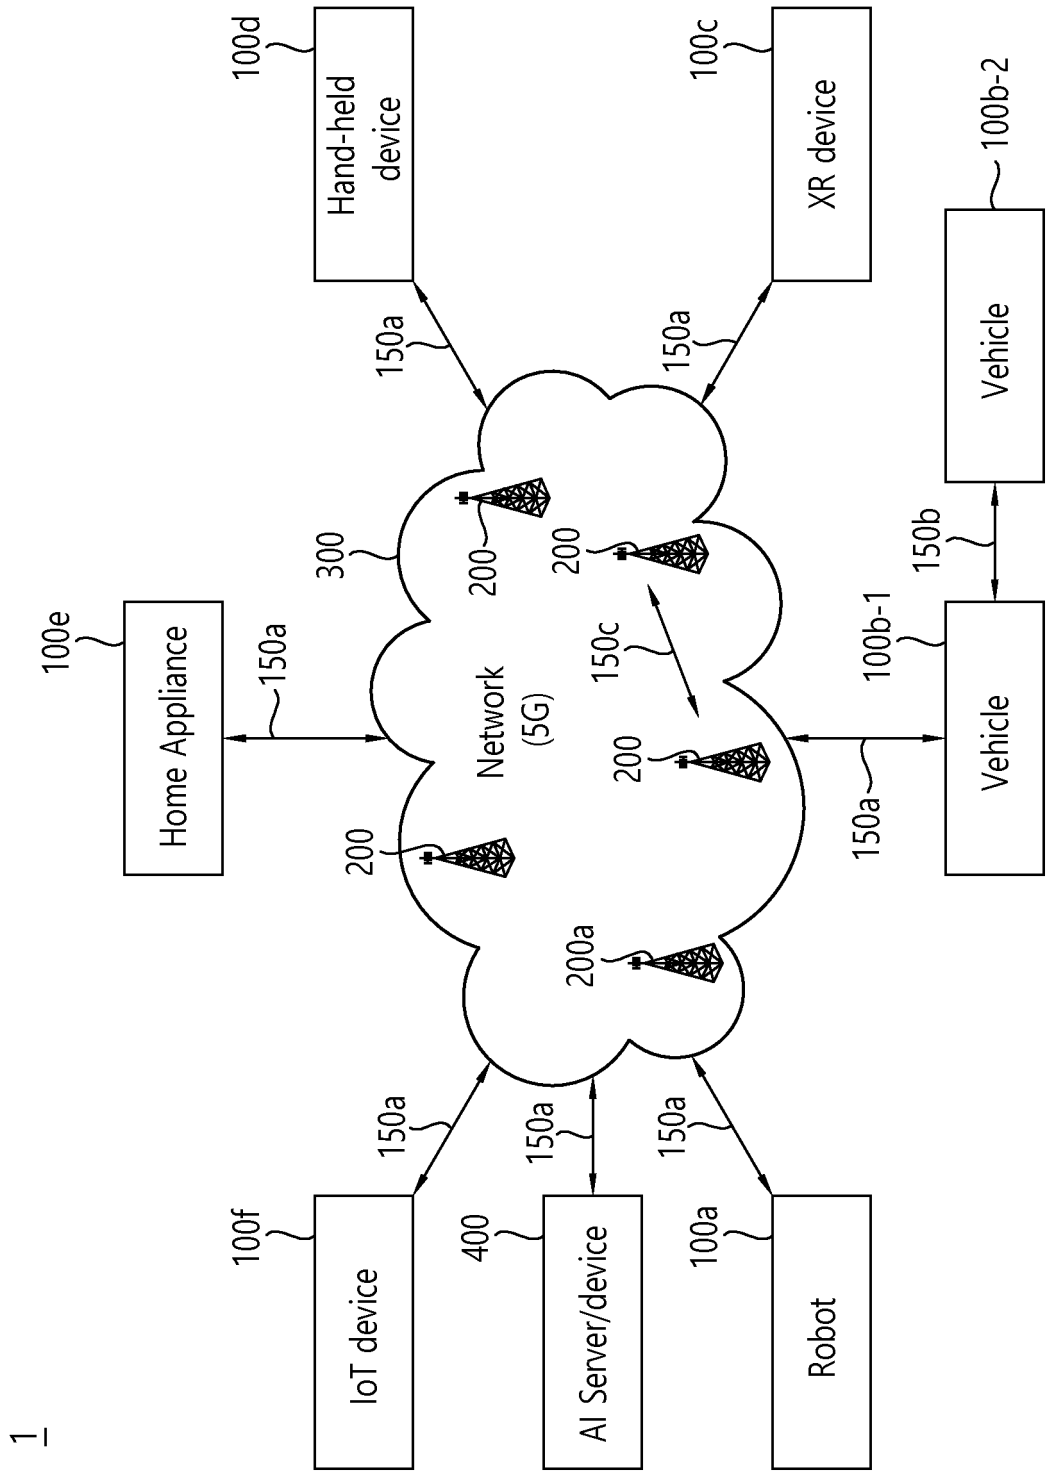 1
100e
Home Appliance
100f
100d
150a
300
IoT device
Hand-held
device
200
150a
150a
400
200
Network
(5G)
150a
200
200a
AI Server/device
150c
200
150a
150a
100a
100c
Robot
XR device
150a
100b-1
150b
Vehicle
Vehicle
100b-2